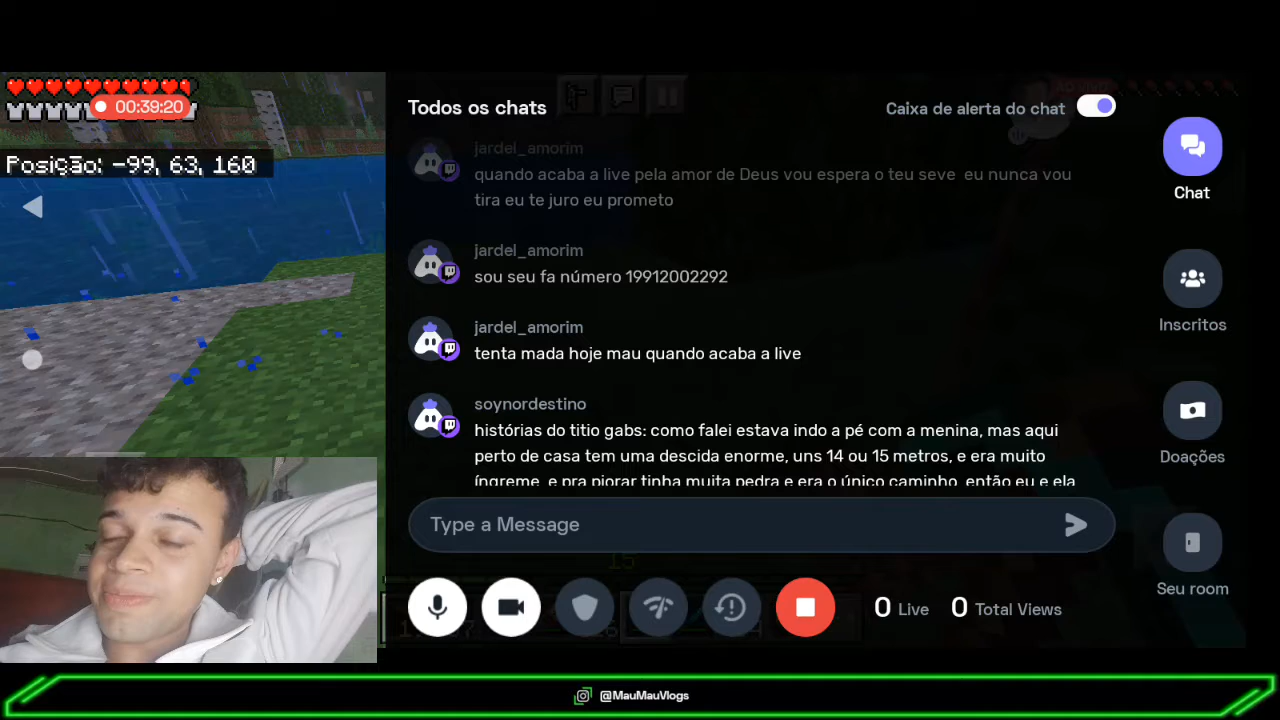 00:39:20
Posição: -99, 63, 160
Todos os chats
Caixa de alerta do chat
jardel_amorim
quando acaba a live pela amor de Deus vou espera o teu seve eu nunca vou
tira eu te juro eu prometo
jardel_amorim
sou seu fa número 19912002292
jardel_amorim
tenta mada hoje mau quando acaba a live
soynordestino
histórias do titio gabs: como falei estava indo a pé com a menina, mas aqui
perto de casa tem uma descida enorme, uns 14 ou 15 metros, e era muito
íngreme, e pra piorar tinha muita pedra e era o único caminho, então eu e ela
Type a Message
0 Live 0 Total Views
Chat
Inscritos
Doações
Seu room
15
@MauMauVlogs